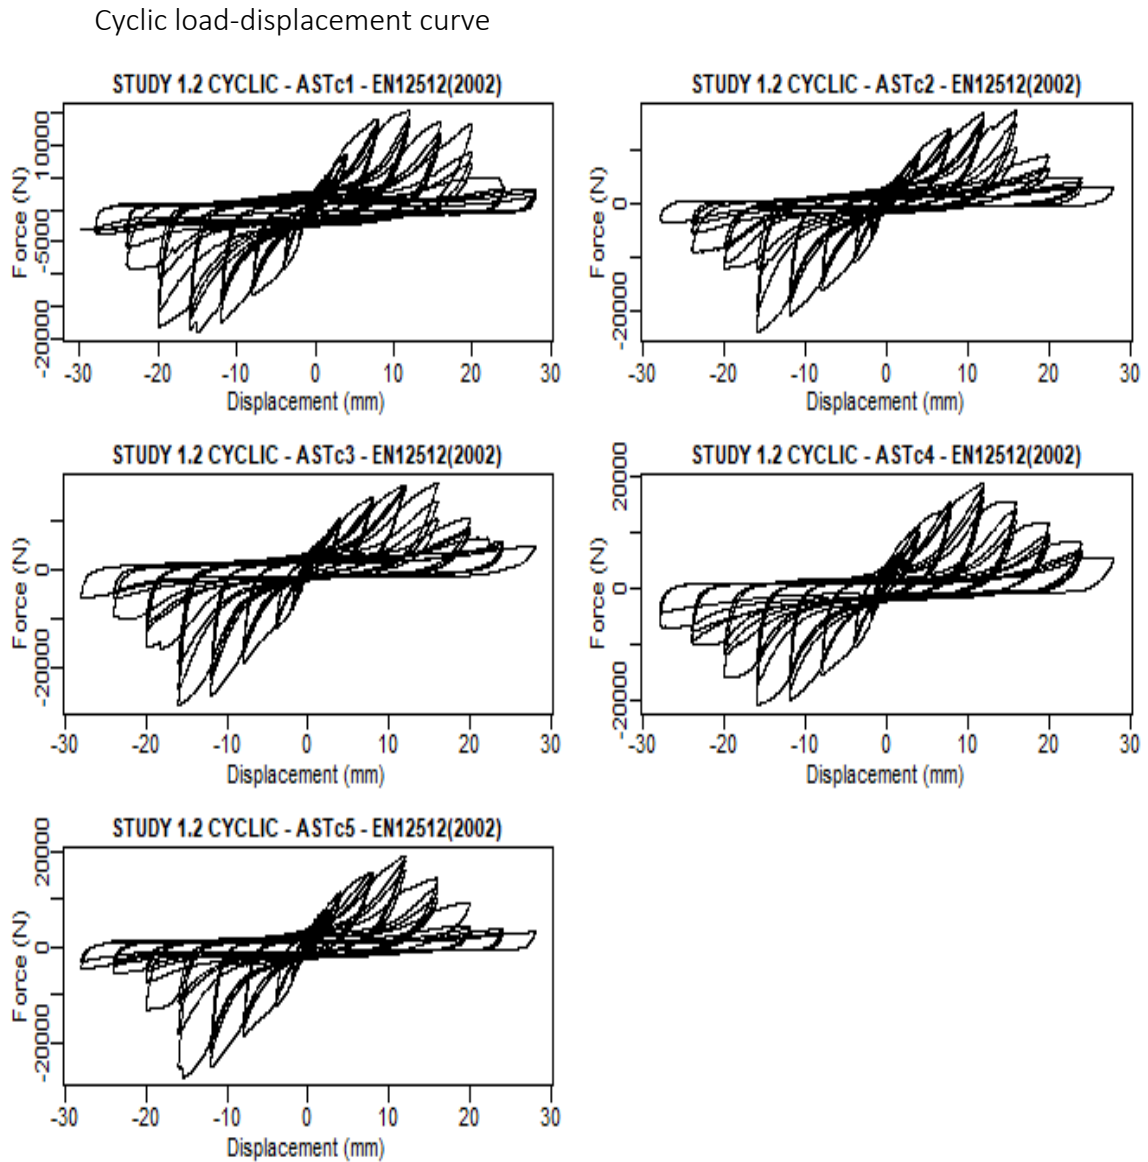 Cyclic load-displacement curve
STUDY 1.2 CYCLIC - ASTc1 - EN12512(2002)
Force (N)
-20000 -5000 10000
-30 -20 -10 0 10 20 30
Displacement (mm)
STUDY 1.2 CYCLIC - ASTc2 - EN12512(2002)
Force (N)
-20000 0
-30 -20 -10 0 10 20 30
Displacement (mm)
STUDY 1.2 CYCLIC - ASTc3 - EN12512(2002)
Force (N)
-20000 0
-30 -20 -10 0 10 20 30
Displacement (mm)
STUDY 1.2 CYCLIC - ASTc4 - EN12512(2002)
Force (N)
-20000 0 20000
-30 -20 -10 0 10 20 30
Displacement (mm)
STUDY 1.2 CYCLIC - ASTc5 - EN12512(2002)
Force (N)
-20000 0 20000
-30 -20 -10 0 10 20 30
Displacement (mm)